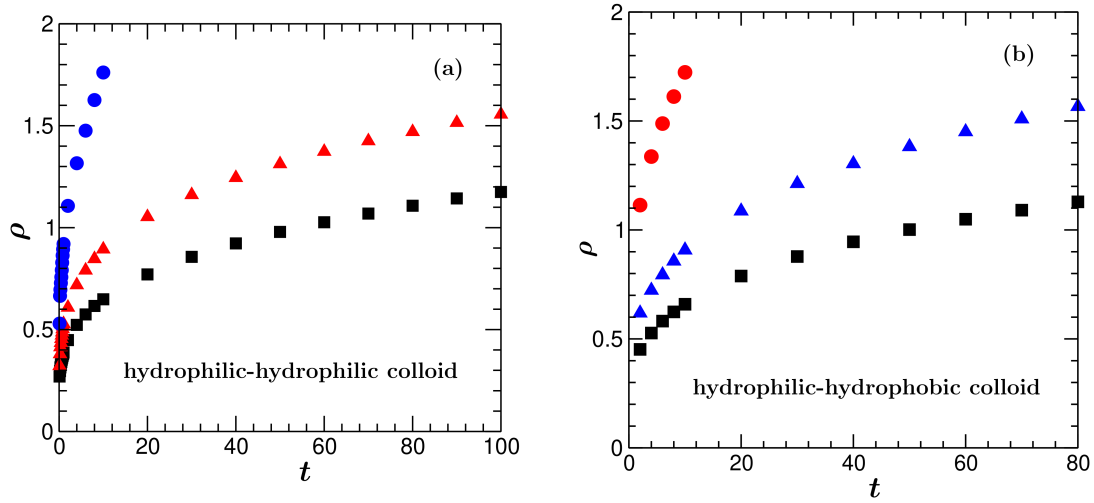 2
(a)
1.5
ρ
1
0.5
hydrophilic-hydrophilic colloid
0
0 20 40 60 80 100
t
2
(b)
1.5
ρ
1
0.5
hydrophilic-hydrophobic colloid
0
0 20 40 60 80
t